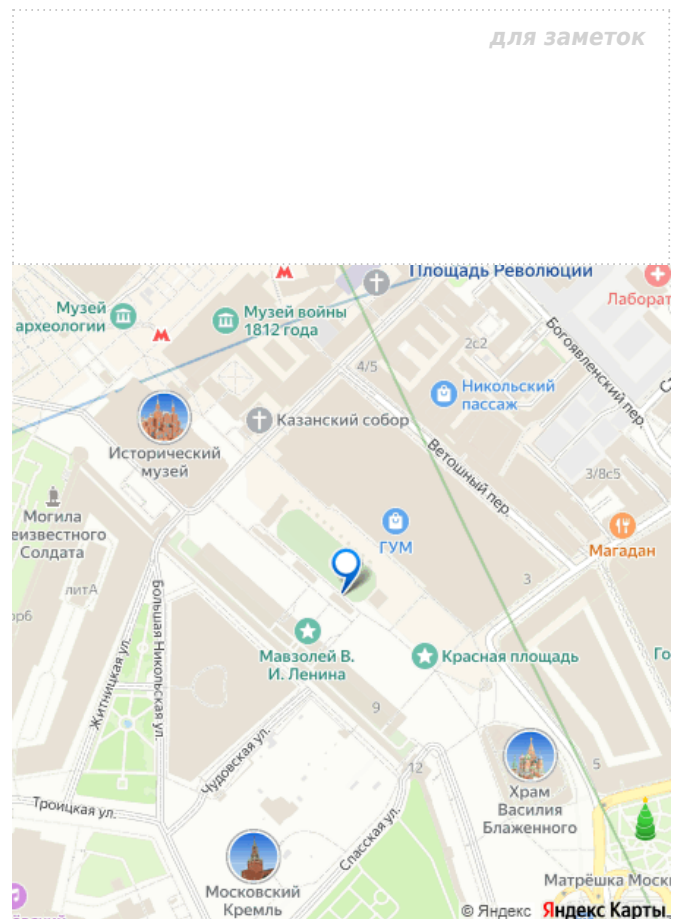 для заметок
Площадь Революции
Музей
археологии
Музей войны
1812 года
Лаборат
Богоявленский пер.
2с2
4/5
Никольский
пассаж
Казанский собор
Исторический
музей
Ветошный пер.
3/8с5
Могила
еизвестного
Солдата
ГУМ
Магадан
литА
3
Большая Никольская ул.
Житницкая ул.
Мавзолей В.
И. Ленина
Красная площадь
Го
9
Чудовская ул.
12
5
Храм
Василия
Блаженного
Троицкая ул.
Спасская ул.
Московский
Кремль
Матрёшка Моск
© Яндекс Яндекс Карты